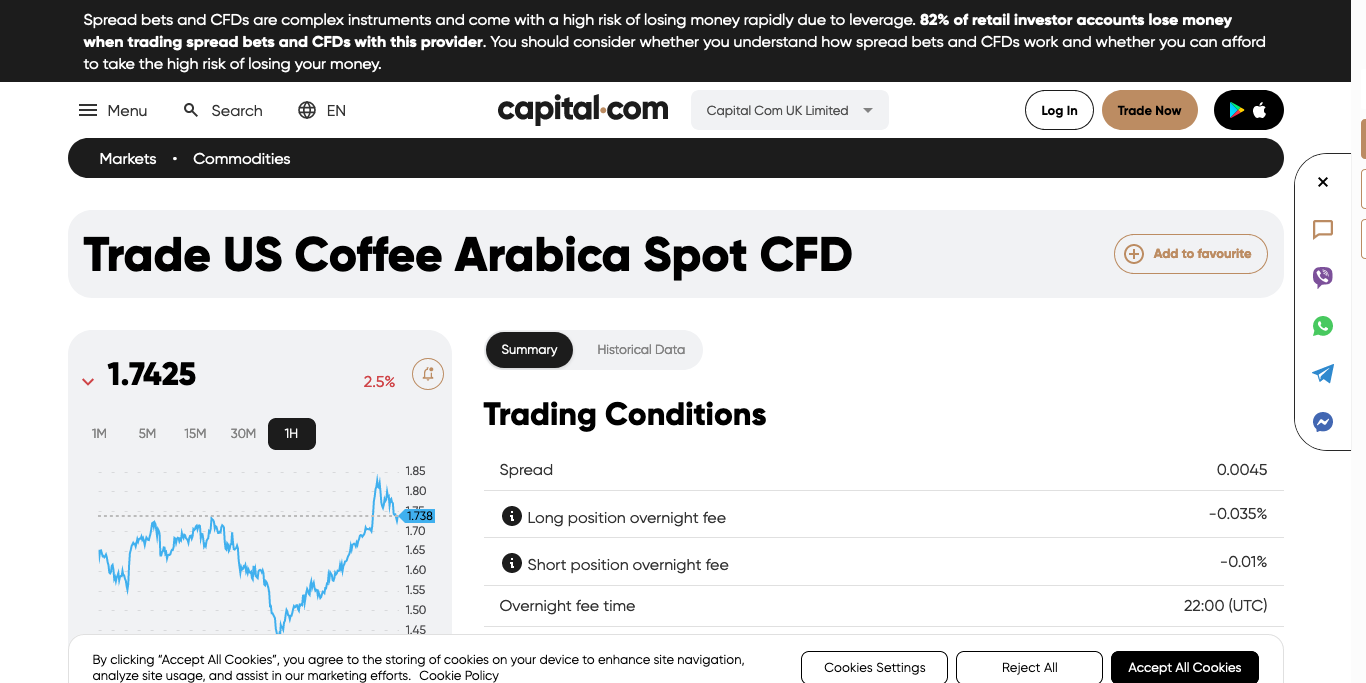 Spread bets and CFDs are complex instruments and come with a high risk of losing money rapidly due to leverage. 82% of retail investor accounts lose money
when trading spread bets and CFDs with this provider. You should consider whether you understand how spread bets and CFDs work and whether you can afford
to take the high risk of losing your money.
Menu Search EN capital.com Capital Com UK Limited Log In Trade Now
Markets • Commodities
Trade US Coffee Arabica Spot CFD Add to favourite
1.7425 2.5%
1M 5M 15M 30M 1H
1.85
1.80
1.738
1.70
1.65
1.60
1.55
1.50
1.45
Summary Historical Data
Trading Conditions
Spread 0.0045
Long position overnight fee -0.035%
Short position overnight fee -0.01%
Overnight fee time 22:00 (UTC)
By clicking “Accept All Cookies”, you agree to the storing of cookies on your device to enhance site navigation,
analyze site usage, and assist in our marketing efforts. Cookie Policy
Cookies Settings Reject All Accept All Cookies